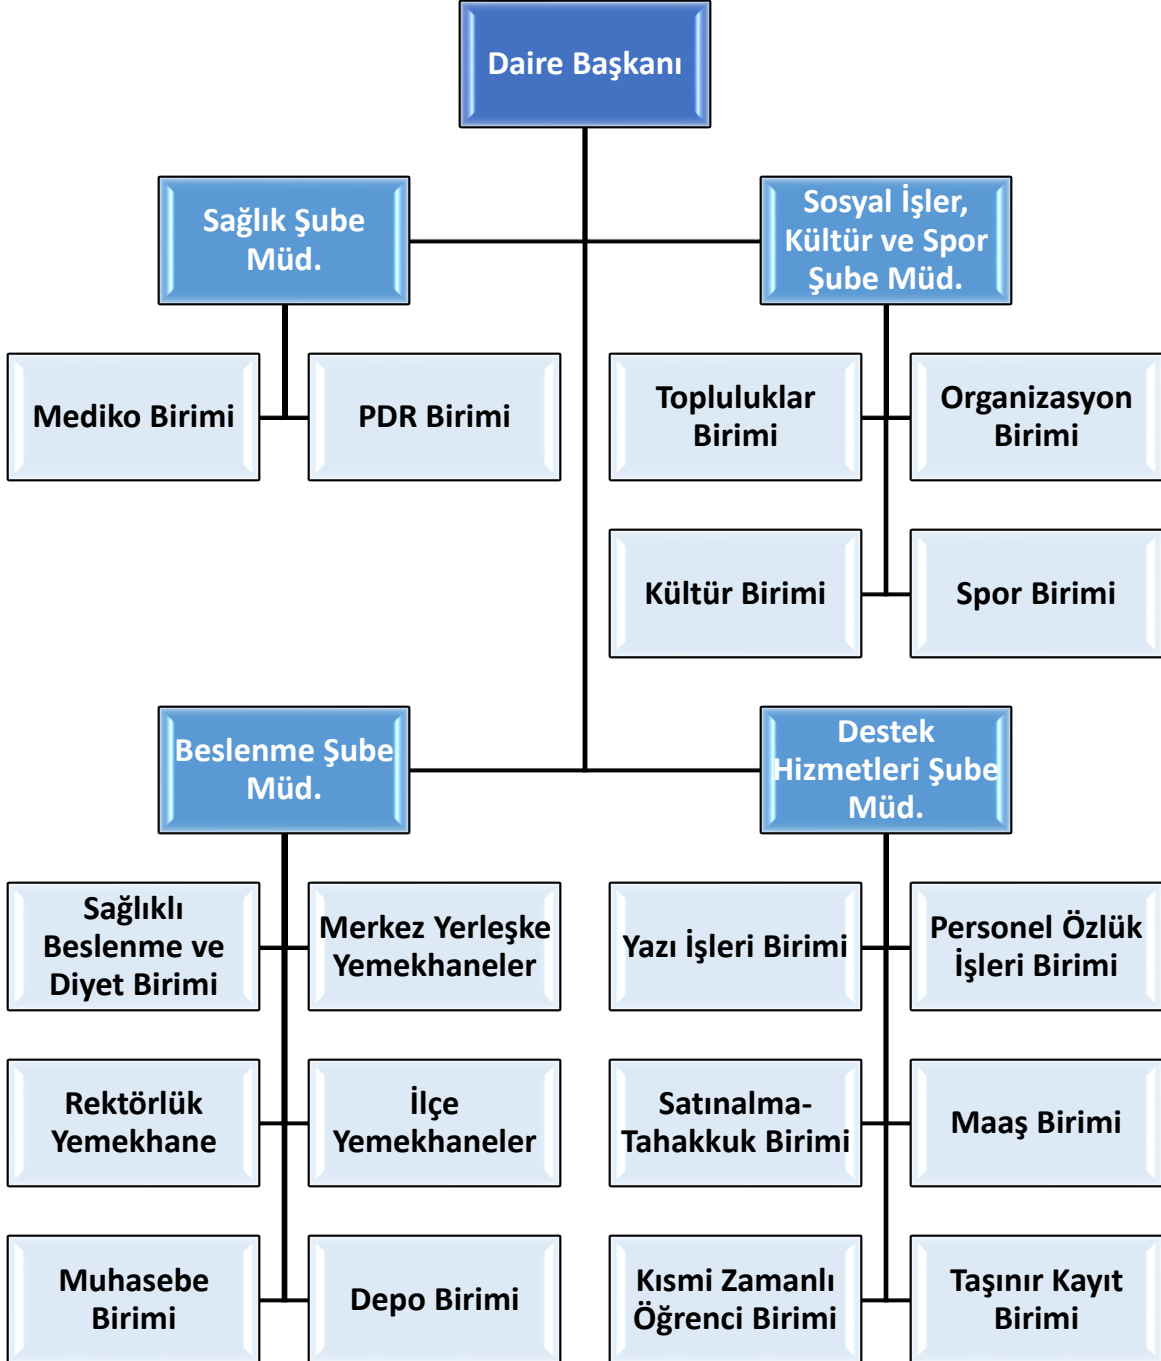 Daire Başkanı
Sağlık Şube
Müd.
Sosyal İşler,
Kültür ve Spor
Şube Müd.
Mediko Birimi
PDR Birimi
Topluluklar
Birimi
Organizasyon
Birimi
Kültür Birimi
Spor Birimi
Beslenme Şube
Müd.
Destek
Hizmetleri Şube
Müd.
Sağlıklı
Beslenme ve
Diyet Birimi
Merkez Yerleşke
Yemekhaneler
Yazı İşleri Birimi
Personel Özlük
İşleri Birimi
Rektörlük
Yemekhane
İlçe
Yemekhaneler
Satınalma-
Tahakkuk Birimi
Maaş Birimi
Muhasebe
Birimi
Depo Birimi
Kısmi Zamanlı
Öğrenci Birimi
Taşınır Kayıt
Birimi